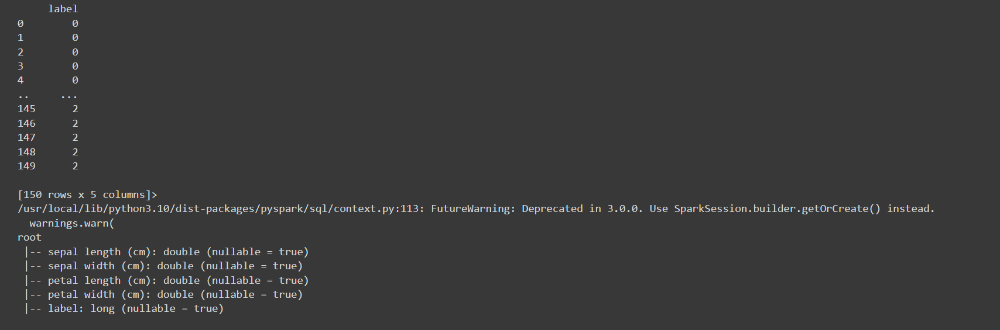 label
0        0
1        0
2        0
3        0
4        0
..     ...
145      2
146      2
147      2
148      2
149      2

[150 rows x 5 columns]>
/usr/local/lib/python3.10/dist-packages/pyspark/sql/context.py:113: FutureWarning: Deprecated in 3.0.0. Use SparkSession.builder.getOrCreate() instead.
  warnings.warn(
root
 |-- sepal length (cm): double (nullable = true)
 |-- sepal width (cm): double (nullable = true)
 |-- petal length (cm): double (nullable = true)
 |-- petal width (cm): double (nullable = true)
 |-- label: long (nullable = true)